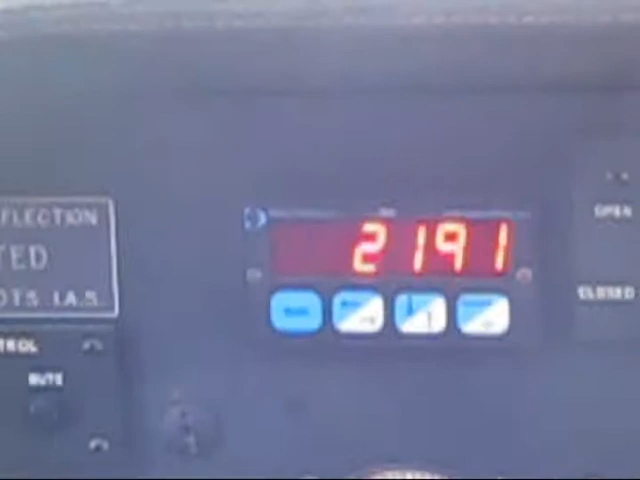 FLECTION
TED
OTS I.A.S.
TROL
MUTE
2191
OPEN
CLOSED